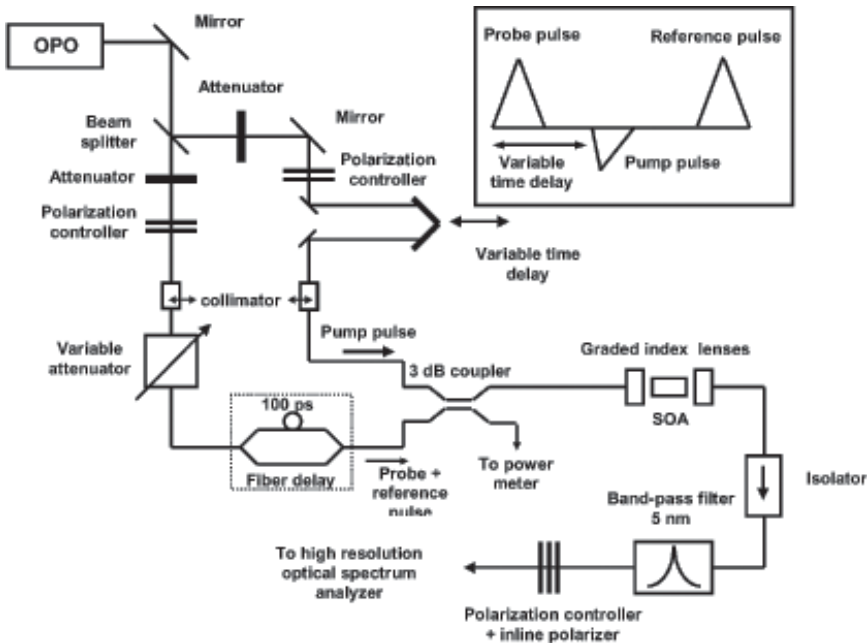 OPO
Mirror
Attenuator
Mirror
Beam
splitter
Attenuator
Polarization
controller
Polarization
controller
Probe pulse
Reference pulse
Variable
time delay
Pump pulse
Variable time
delay
collimator
Pump pulse
Variable
attenuator
3 dB coupler
Graded index lenses
SOA
100 ps
Fiber delay
Probe +
reference
pulse
To power
meter
Isolator
Band-pass filter
5 nm
To high resolution
optical spectrum
analyzer
Polarization controller
+ inline polarizer